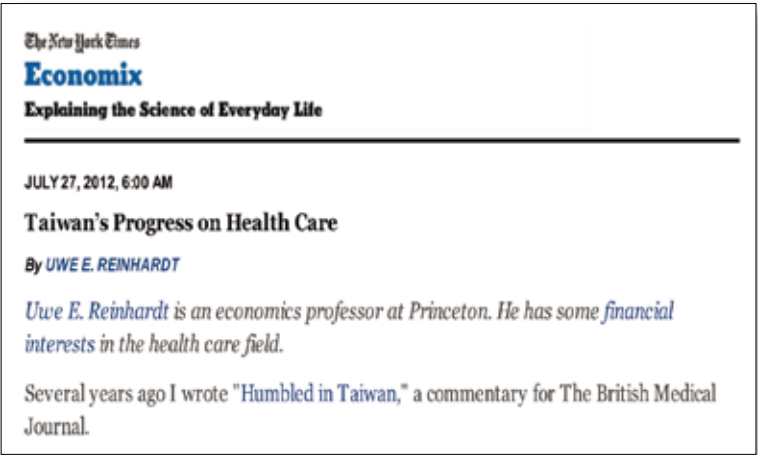 The New York Times
Economix
Explaining the Science of Everyday Life
JULY 27, 2012, 6:00 AM
Taiwan's Progress on Health Care
By UWE E. REINHARDT
Uwe E. Reinhardt is an economics professor at Princeton. He has some financial
interests in the health care field.
Several years ago I wrote "Humbled in Taiwan," a commentary for The British Medical
Journal.